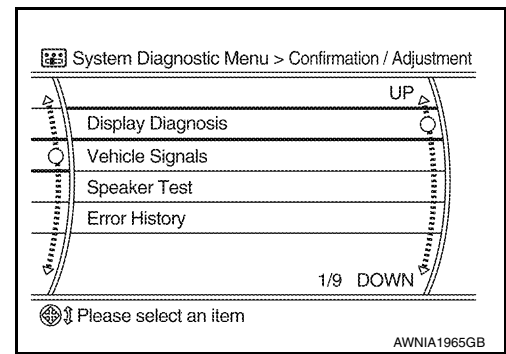 System Diagnostic Menu > Confirmation / Adjustment
UP
Display Diagnosis
Vehicle Signals
Speaker Test
Error History
1/9 DOWN
Please select an item
AWNIA1965GB